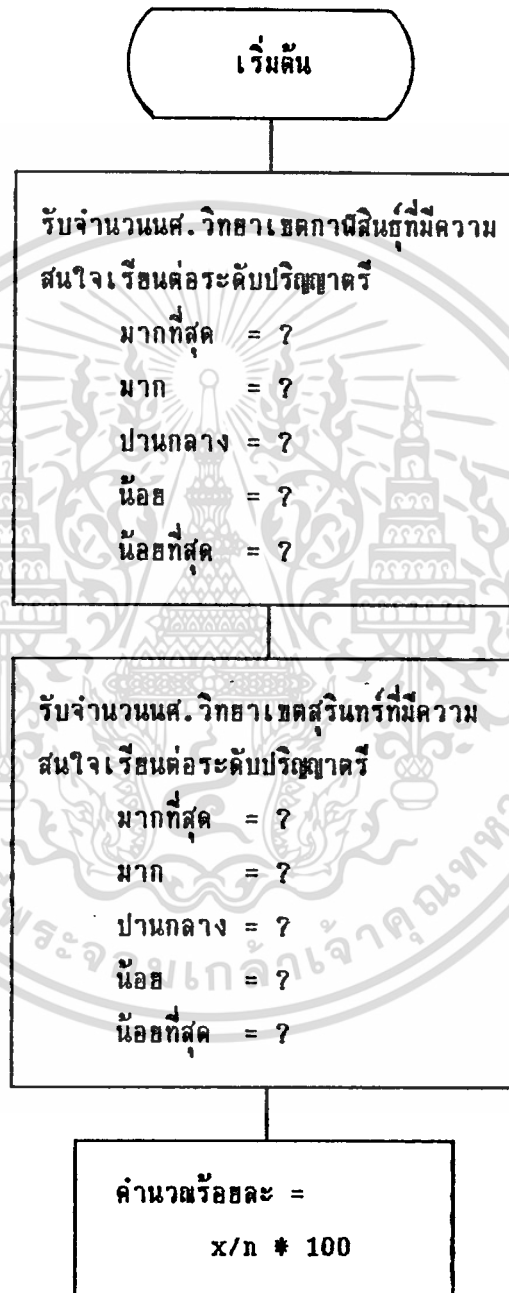 เริ่มต้น
รับจำนวนนศ.วิทยาเขตกาฬสินธุ์ที่มีความ
สนใจเรียนต่อระดับปริญญาตรี
มากที่สุด = ?
มาก = ?
ปานกลาง = ?
น้อย = ?
น้อยที่สุด = ?
รับจำนวนนศ.วิทยาเขตสุรินทร์ที่มีความ
สนใจเรียนต่อระดับปริญญาตรี
มากที่สุด = ?
มาก = ?
ปานกลาง = ?
น้อย = ?
น้อยที่สุด = ?
คำนวณร้อยละ =
x/n * 100